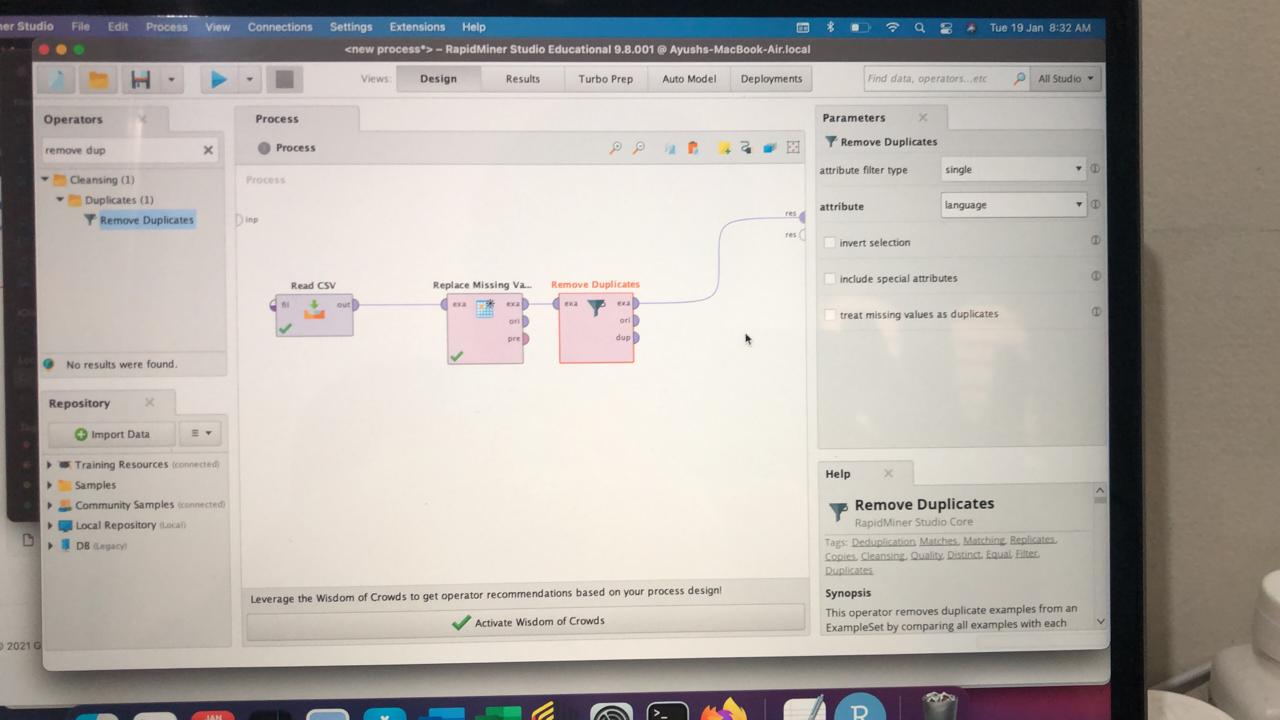 ner Studio File Edit Process View Connections Settings Extensions Help Tue 19 Jan 8:32 AM
<new process*> – RapidMiner Studio Educational 9.8.001 @ Ayushs-MacBook-Air.local
Views: Design Results Turbo Prep Auto Model Deployments Find data, operators...etc All Studio
Operators
remove dup
Cleansing (1)
Duplicates (1)
Remove Duplicates
No results were found.
Repository
Import Data
Training Resources (connected)
Samples
Community Samples (connected)
Local Repository (Local)
DB (Legacy)
Process
Process
Process
inp
res
res
Read CSV
fil out
Replace Missing Va...
exa exa
ori
pre
Remove Duplicates
exa exa
ori
dup
Leverage the Wisdom of Crowds to get operator recommendations based on your process design!
Activate Wisdom of Crowds
Parameters
Remove Duplicates
attribute filter type single
attribute language
invert selection
include special attributes
treat missing values as duplicates
Help
Remove Duplicates
RapidMiner Studio Core
Tags: Deduplication, Matches, Matching, Replicates,
Copies, Cleansing, Quality, Distinct, Equal, Filter,
Duplicates
Synopsis
This operator removes duplicate examples from an
ExampleSet by comparing all examples with each
2021 G
JAN
R